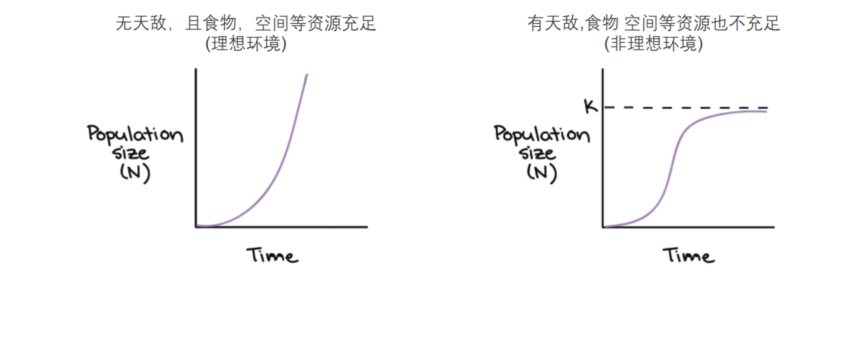 无天敌，且食物，空间等资源充足
(理想环境)
Population
size
(N)
Time
有天敌,食物 空间等资源也不充足
(非理想环境)
K
Population
size
(N)
Time